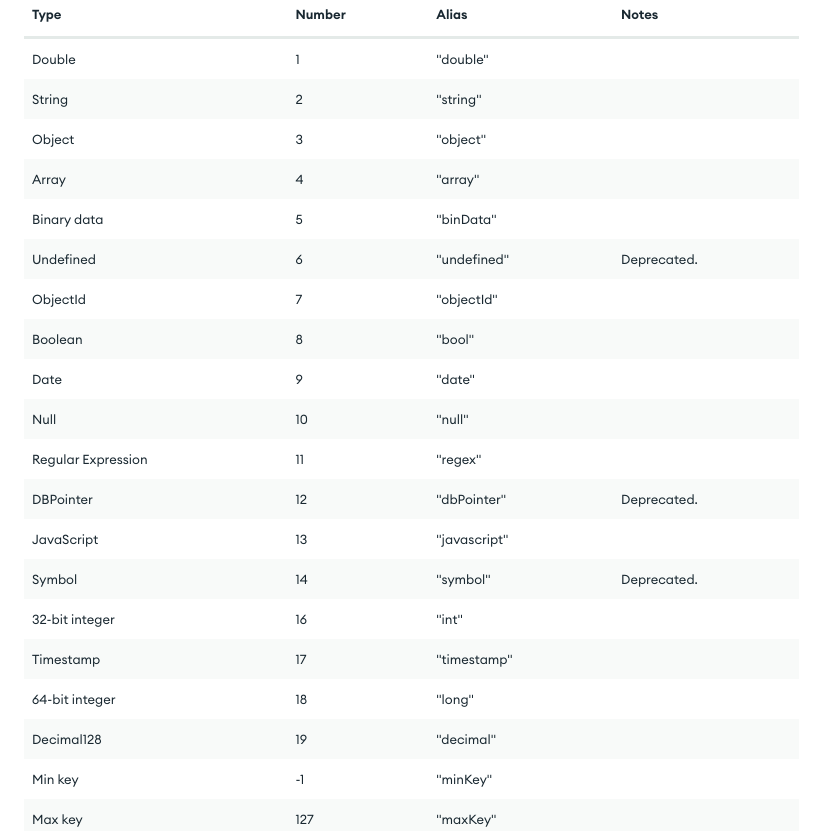 Type Number Alias Notes
Double 1 "double"
String 2 "string"
Object 3 "object"
Array 4 "array"
Binary data 5 "binData"
Undefined 6 "undefined" Deprecated.
ObjectId 7 "objectId"
Boolean 8 "bool"
Date 9 "date"
Null 10 "null"
Regular Expression 11 "regex"
DBPointer 12 "dbPointer" Deprecated.
JavaScript 13 "javascript"
Symbol 14 "symbol" Deprecated.
32-bit integer 16 "int"
Timestamp 17 "timestamp"
64-bit integer 18 "long"
Decimal128 19 "decimal"
Min key -1 "minKey"
Max key 127 "maxKey"